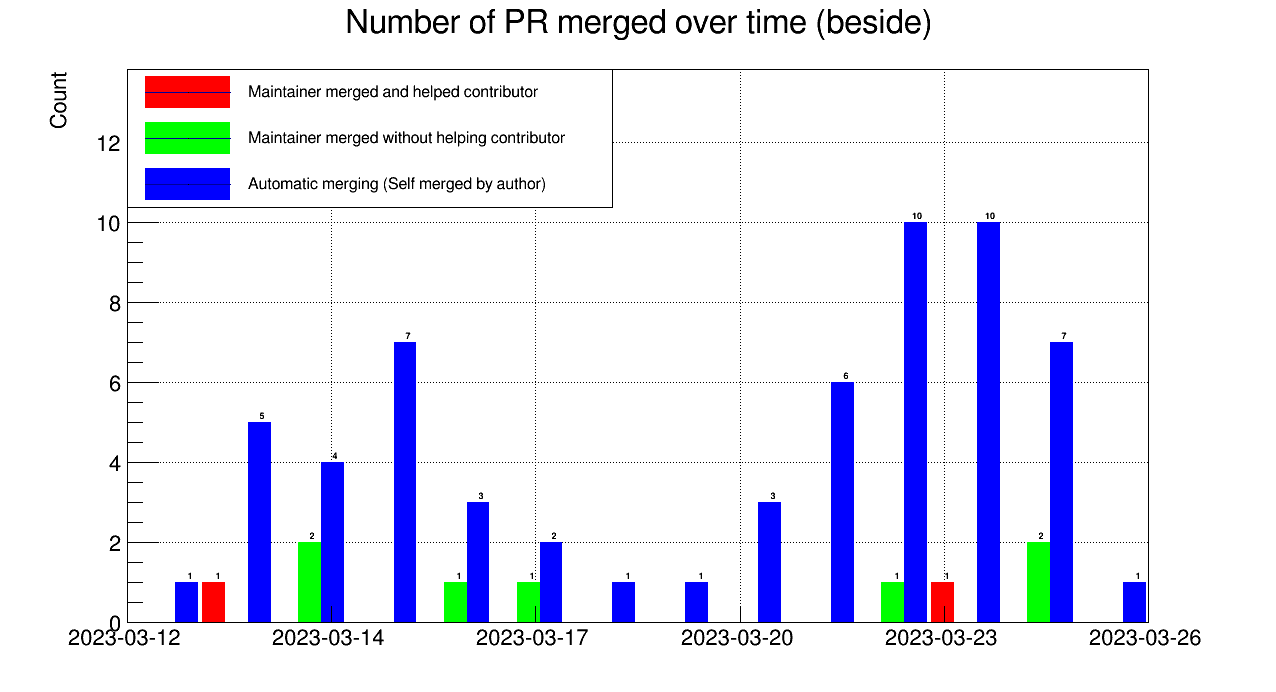 Number of PR merged over time (beside)
Count
Maintainer merged and helped contributor
Maintainer merged without helping contributor
Automatic merging (Self merged by author)
12
10
8
6
4
2
0
1 1 5 2 4 7 1 3 1 2 1 1 3 6 1 10 1 10 2 7 1
2023-03-12 2023-03-14 2023-03-17 2023-03-20 2023-03-23 2023-03-26